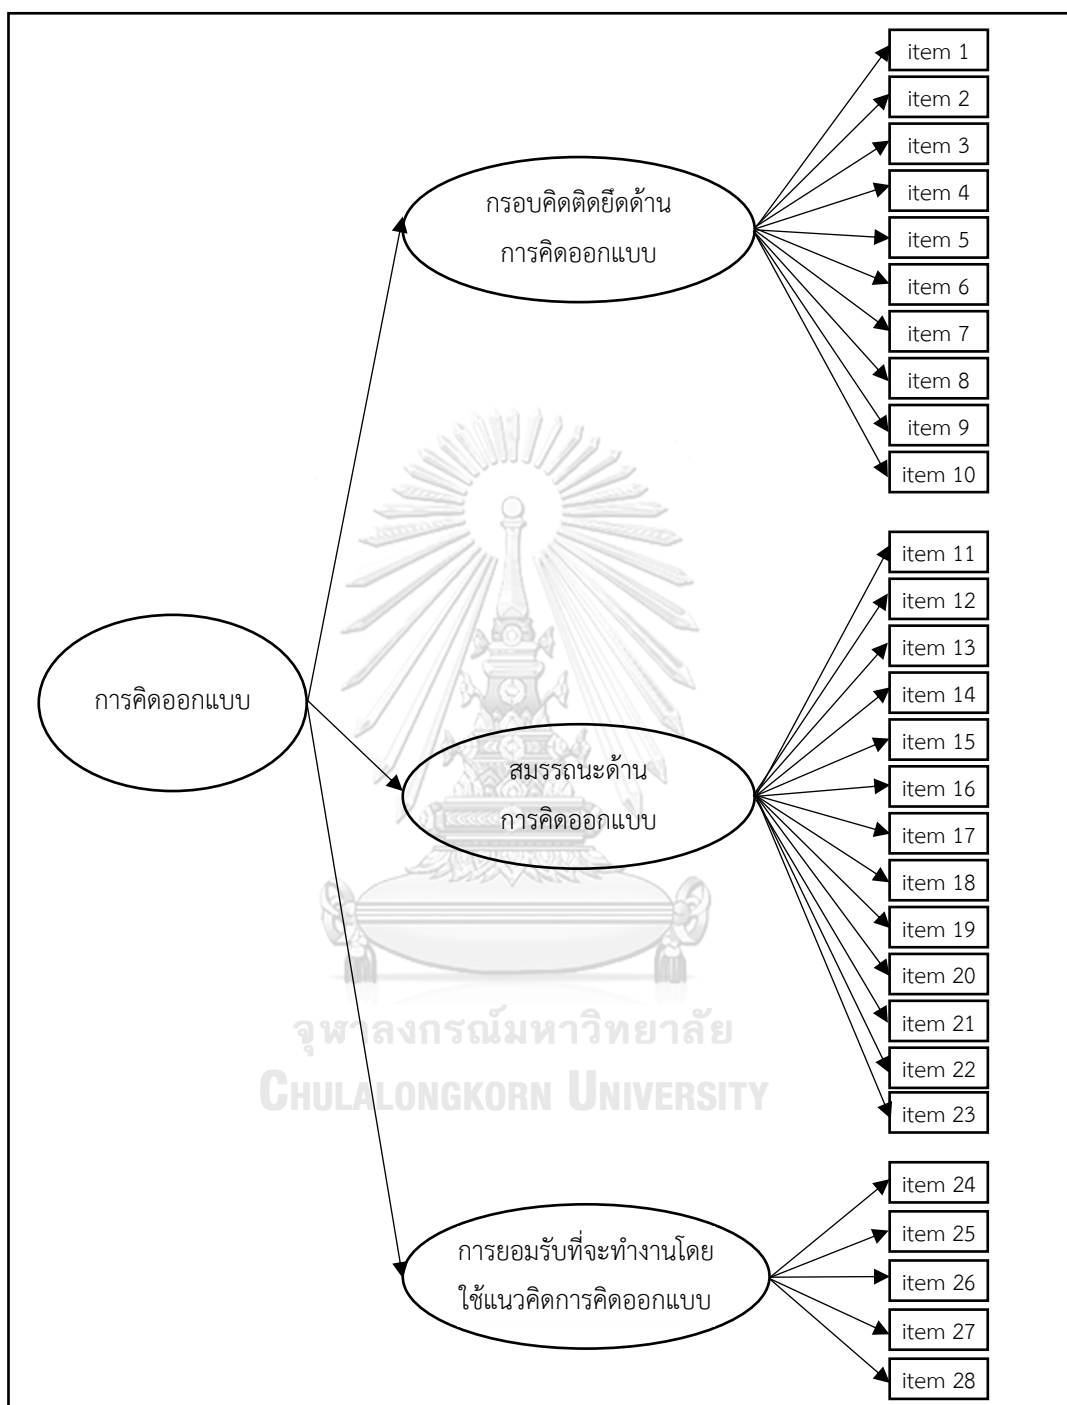 item 1
item 2
item 3
item 4
item 5
item 6
item 7
item 8
item 9
item 10
กรอบคิดติดยึดด้าน
การคิดออกแบบ
การคิดออกแบบ
สมรรถนะด้าน
การคิดออกแบบ
item 11
item 12
item 13
item 14
item 15
item 16
item 17
item 18
item 19
item 20
item 21
item 22
item 23
จุฬาลงกรณ์มหาวิทยาลัย
CHULALONGKORN UNIVERSITY
การยอมรับที่จะทำงานโดย
ใช้แนวคิดการคิดออกแบบ
item 24
item 25
item 26
item 27
item 28